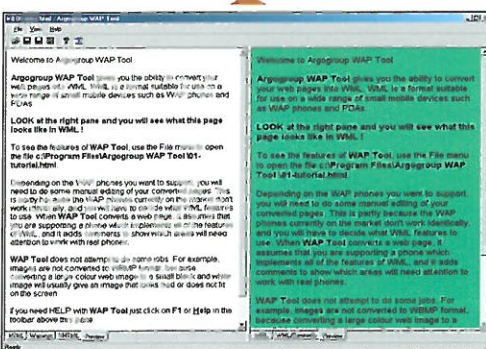 Argogroup WAP Tool
File View Help
Welcome to Argogroup WAP Tool
Argogroup WAP Tool gives you the ability to convert your
web pages into WML. WML is a format suitable for use on a
wide range of small mobile devices such as WAP phones and
PDAs
LOOK at the right pane and you will see what this page
looks like in WML !
To see the features of WAP Tool, use the File menu to open
the file c:\Program Files\Argogroup WAP Tool\01-
tutorial.html.
Depending on the WAP phones you want to support, you will
need to do some manual editing of your converted pages. This
is partly because the WAP phones currently on the market don't
work identically, and you will have to decide what WML features
to use. When WAP Tool converts a web page, it assumes that
you are supporting a phone which implements all of the features
of WML, and it adds comments to show which areas will need
attention to work with real phones.
WAP Tool does not attempt to do some jobs. For example,
images are not converted to WBMP format, because
converting a large colour web image to a small black and white
image will usually give an image that looks bad or does not fit
on the screen
If you need HELP with WAP Tool just click on F1 or Help in the
toolbar above this pane
HTML Warnings XHTML Preview
Welcome to Argogroup WAP Tool
Argogroup WAP Tool gives you the ability to convert
your web pages into WML. WML is a format suitable
for use on a wide range of small mobile devices such
as WAP phones and PDAs
LOOK at the right pane and you will see what this
page looks like in WML !
To see the features of WAP Tool, use the File menu
to open the file c:\Program Files\Argogroup WAP
Tool\01-tutorial.html.
Depending on the WAP phones you want to support,
you will need to do some manual editing of your
converted pages. This is partly because the WAP
phones currently on the market don't work identically,
and you will have to decide what WML features to
use. When WAP Tool converts a web page, it
assumes that you are supporting a phone which
implements all of the features of WML, and it adds
comments to show which areas will need attention to
work with real phones.
WAP Tool does not attempt to do some jobs. For
example, images are not converted to WBMP format,
because converting a large colour web image to a
Preview
Ready